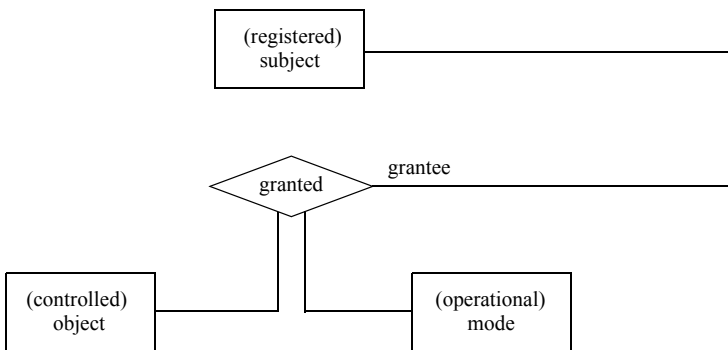 (registered)
subject
granted
grantee
(controlled)
object
(operational)
mode